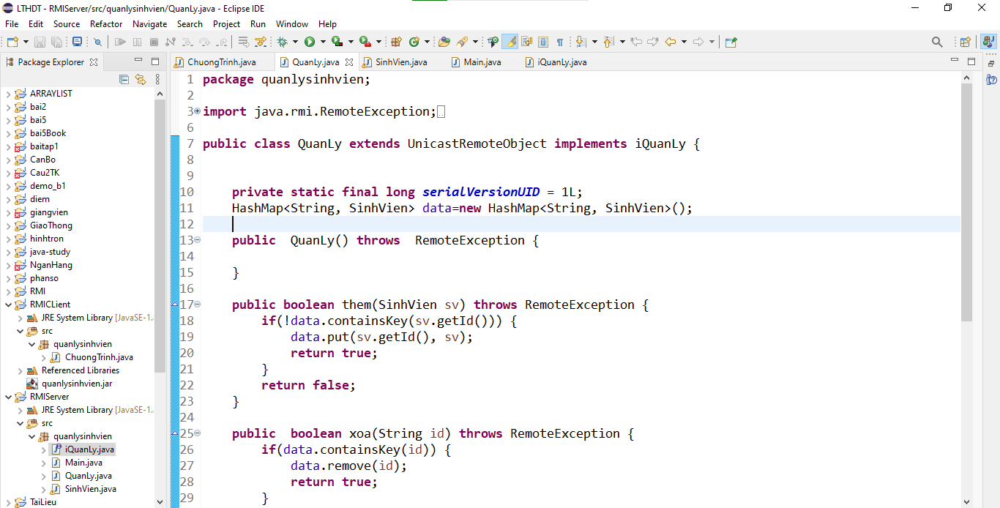 LTHDT - RMIServer/src/quanlysinhvien/QuanLy.java - Eclipse IDE
File Edit Source Refactor Navigate Search Project Run Window Help
Package Explorer
ARRAYLIST
bai2
bai5
bai5Book
baitap1
CanBo
Cau2TK
demo_b1
diem
giangvien
GiaoThong
hinhtron
java-study
NganHang
phanso
RMI
RMIClient
JRE System Library [JavaSE-1.
src
quanlysinhvien
ChuongTrinh.java
Referenced Libraries
quanlysinhvien.jar
RMIServer
JRE System Library [JavaSE-1.
src
quanlysinhvien
iQuanLy.java
Main.java
QuanLy.java
SinhVien.java
TaiLieu
ChuongTrinh.java QuanLy.java SinhVien.java Main.java iQuanLy.java
1 package quanlysinhvien;
2
3 import java.rmi.RemoteException;
6
7 public class QuanLy extends UnicastRemoteObject implements iQuanLy {
8
9
10 private static final long serialVersionUID = 1L;
11 HashMap<String, SinhVien> data=new HashMap<String, SinhVien>();
12
13 public QuanLy() throws RemoteException {
14
15 }
16
17 public boolean them(SinhVien sv) throws RemoteException {
18 if(!data.containsKey(sv.getId())) {
19 data.put(sv.getId(), sv);
20 return true;
21 }
22 return false;
23 }
24
25 public boolean xoa(String id) throws RemoteException {
26 if(data.containsKey(id)) {
27 data.remove(id);
28 return true;
29 }